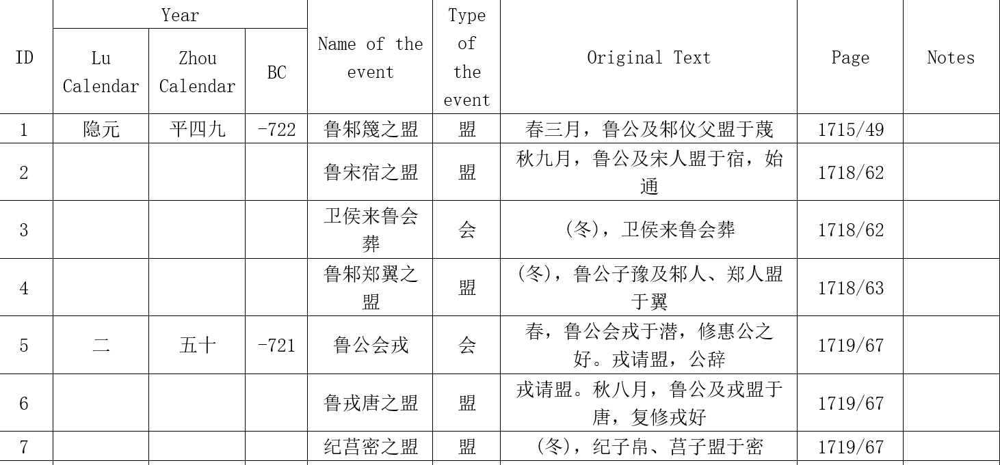 ID
Year
Lu
Calendar
Zhou
Calendar
BC
Name of the
event
Type
of
the
event
Original Text
Page
Notes
1
隐元
平四九
-722
鲁邾篾之盟
盟
春三月，鲁公及邾仪父盟于蔑
1715/49
2
鲁宋宿之盟
盟
秋九月，鲁公及宋人盟于宿，始
通
1718/62
3
卫侯来鲁会
葬
会
(冬)，卫侯来鲁会葬
1718/62
4
鲁邾郑翼之
盟
盟
(冬)，鲁公子豫及邾人、郑人盟
于翼
1718/63
5
二
五十
-721
鲁公会戎
会
春，鲁公会戎于潜，修惠公之
好。戎请盟，公辞
1719/67
6
鲁戎唐之盟
盟
戎请盟。秋八月，鲁公及戎盟于
唐，复修戎好
1719/67
7
纪莒密之盟
盟
(冬)，纪子帛、莒子盟于密
1719/67